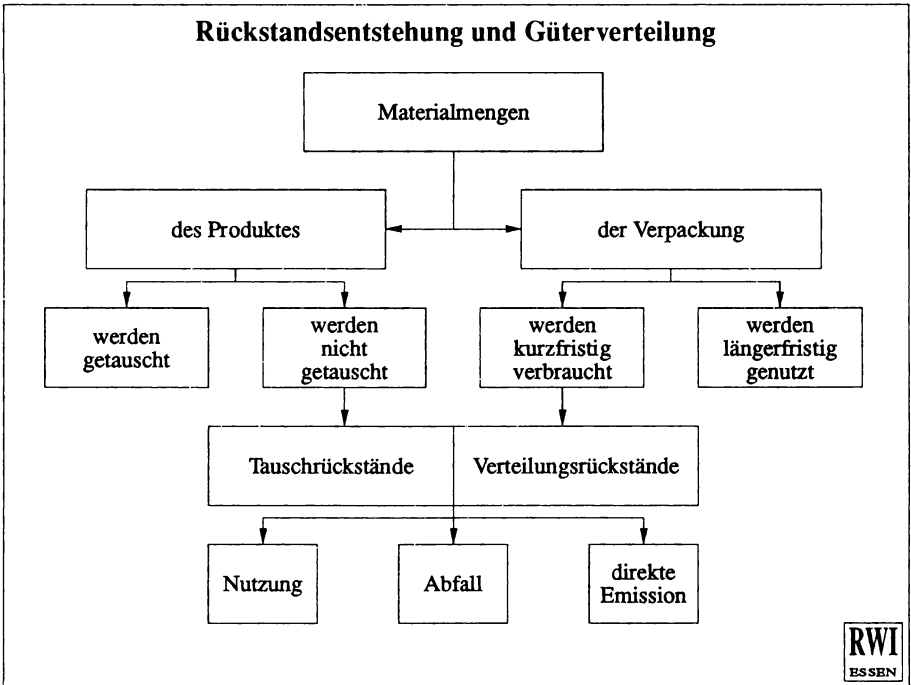 Rückstandsentstehung und Güterverteilung
Materialmengen
des Produktes
der Verpackung
werden
getauscht
werden
nicht
getauscht
werden
kurzfristig
verbraucht
werden
längerfristig
genutzt
Tauschrückstände
Verteilungsrückstände
Nutzung
Abfall
direkte
Emission
RWI
ESSEN